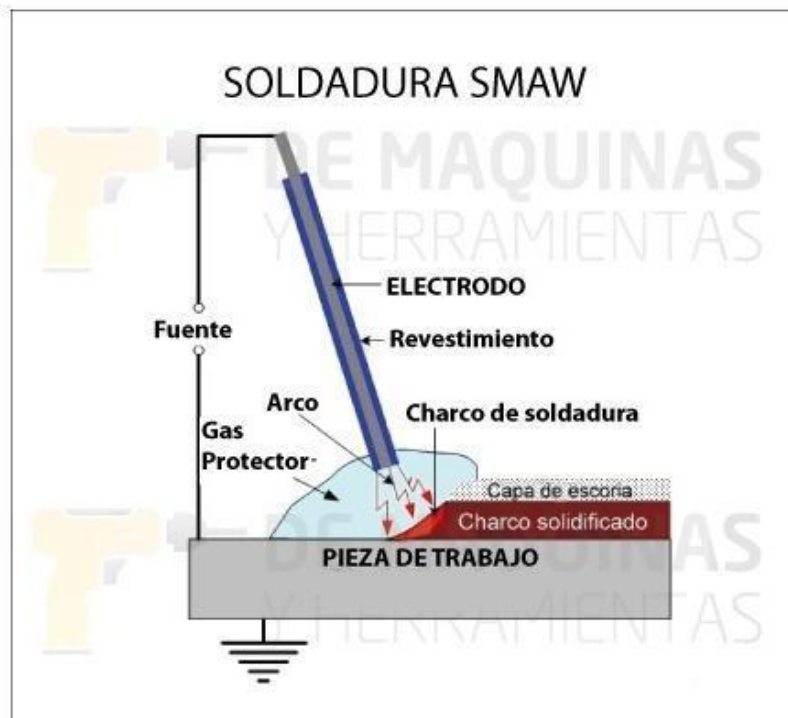 SOLDADURA SMAW
DE MAQUINAS
Y HERRAMIENTAS
ELECTRODO
Fuente
Revestimiento
Arco
Charco de soldadura
Gas
Protector-
Capa de escoria
Charco solidificado
PIEZA DE TRABAJO
DE MAQUINAS
Y HERRAMIENTAS